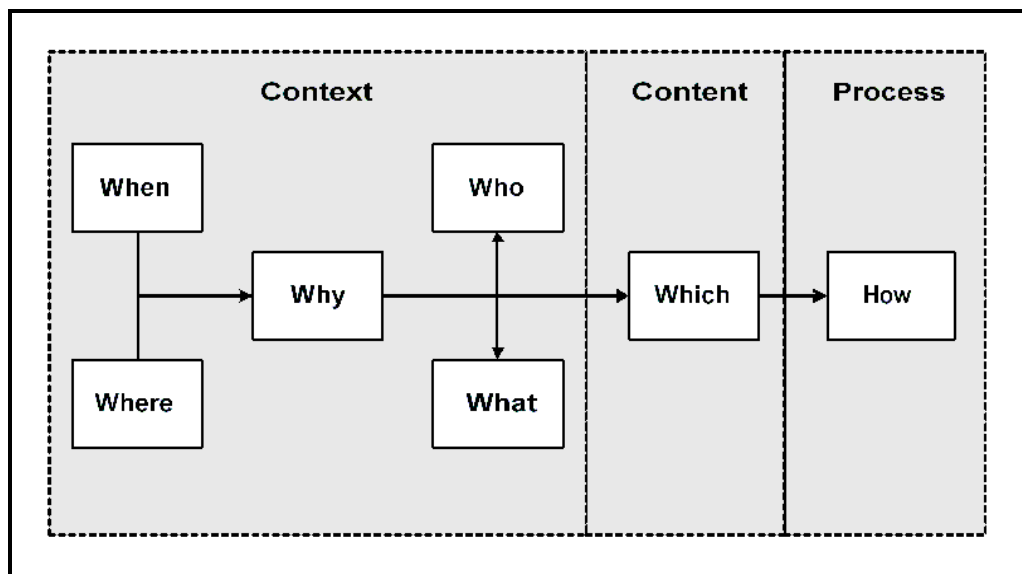 Context
Content
Process
When
Who
Why
Which
How
Where
What